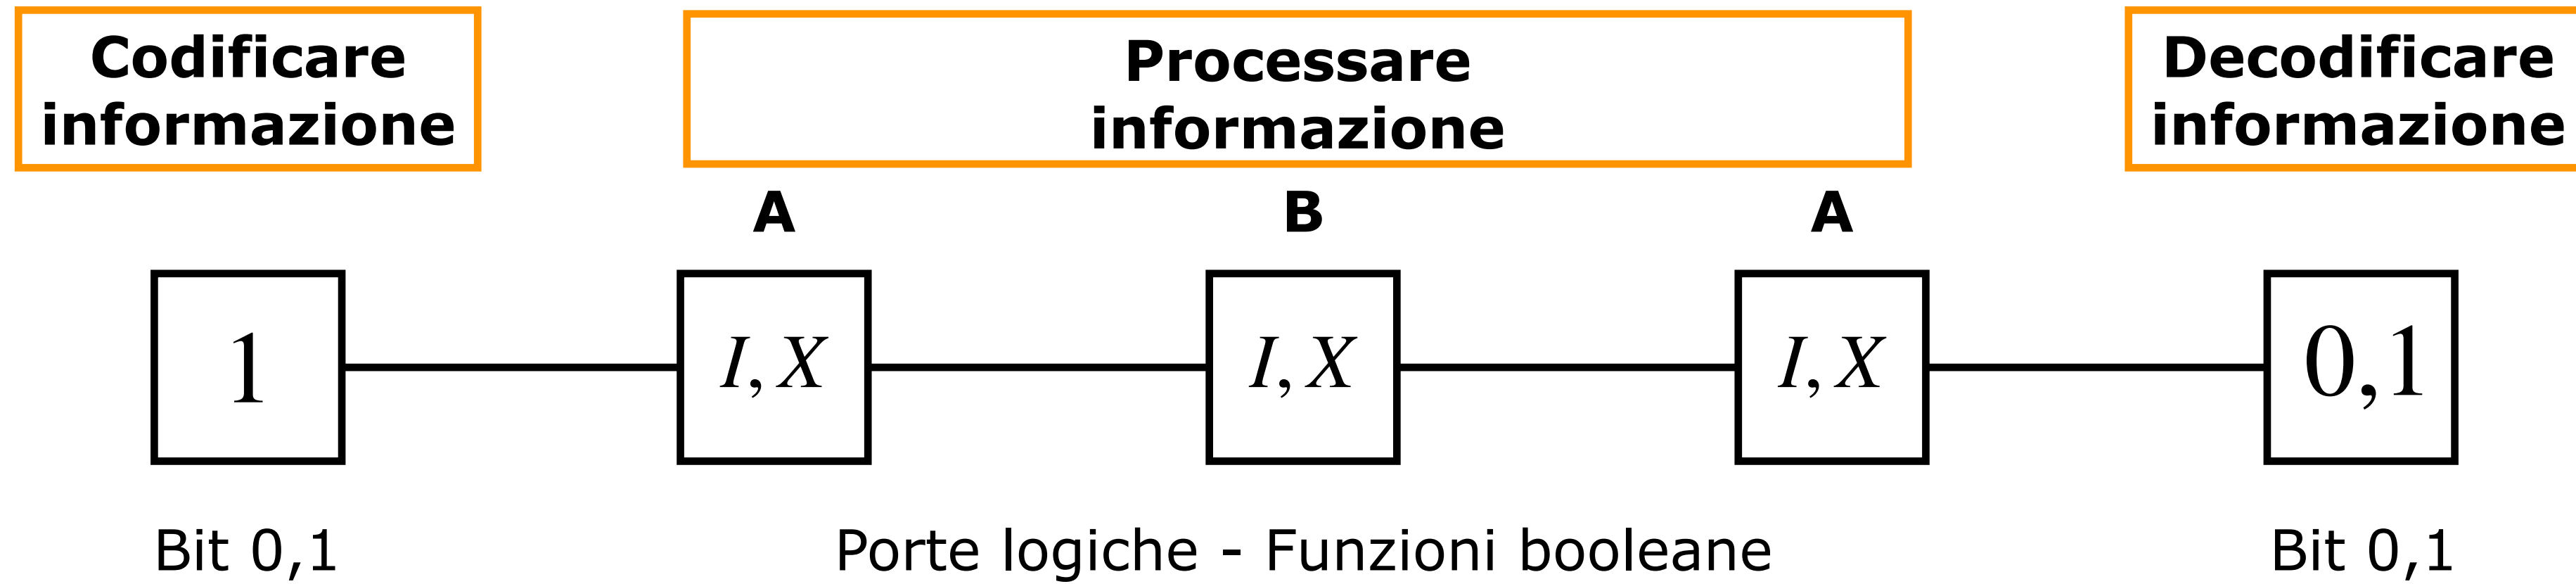 Codificare
informazione
Processare
informazione
Decodificare
informazione
A
B
A
1
I, X
I, X
I, X
0,1
Bit 0,1
Porte logiche - Funzioni booleane
Bit 0,1